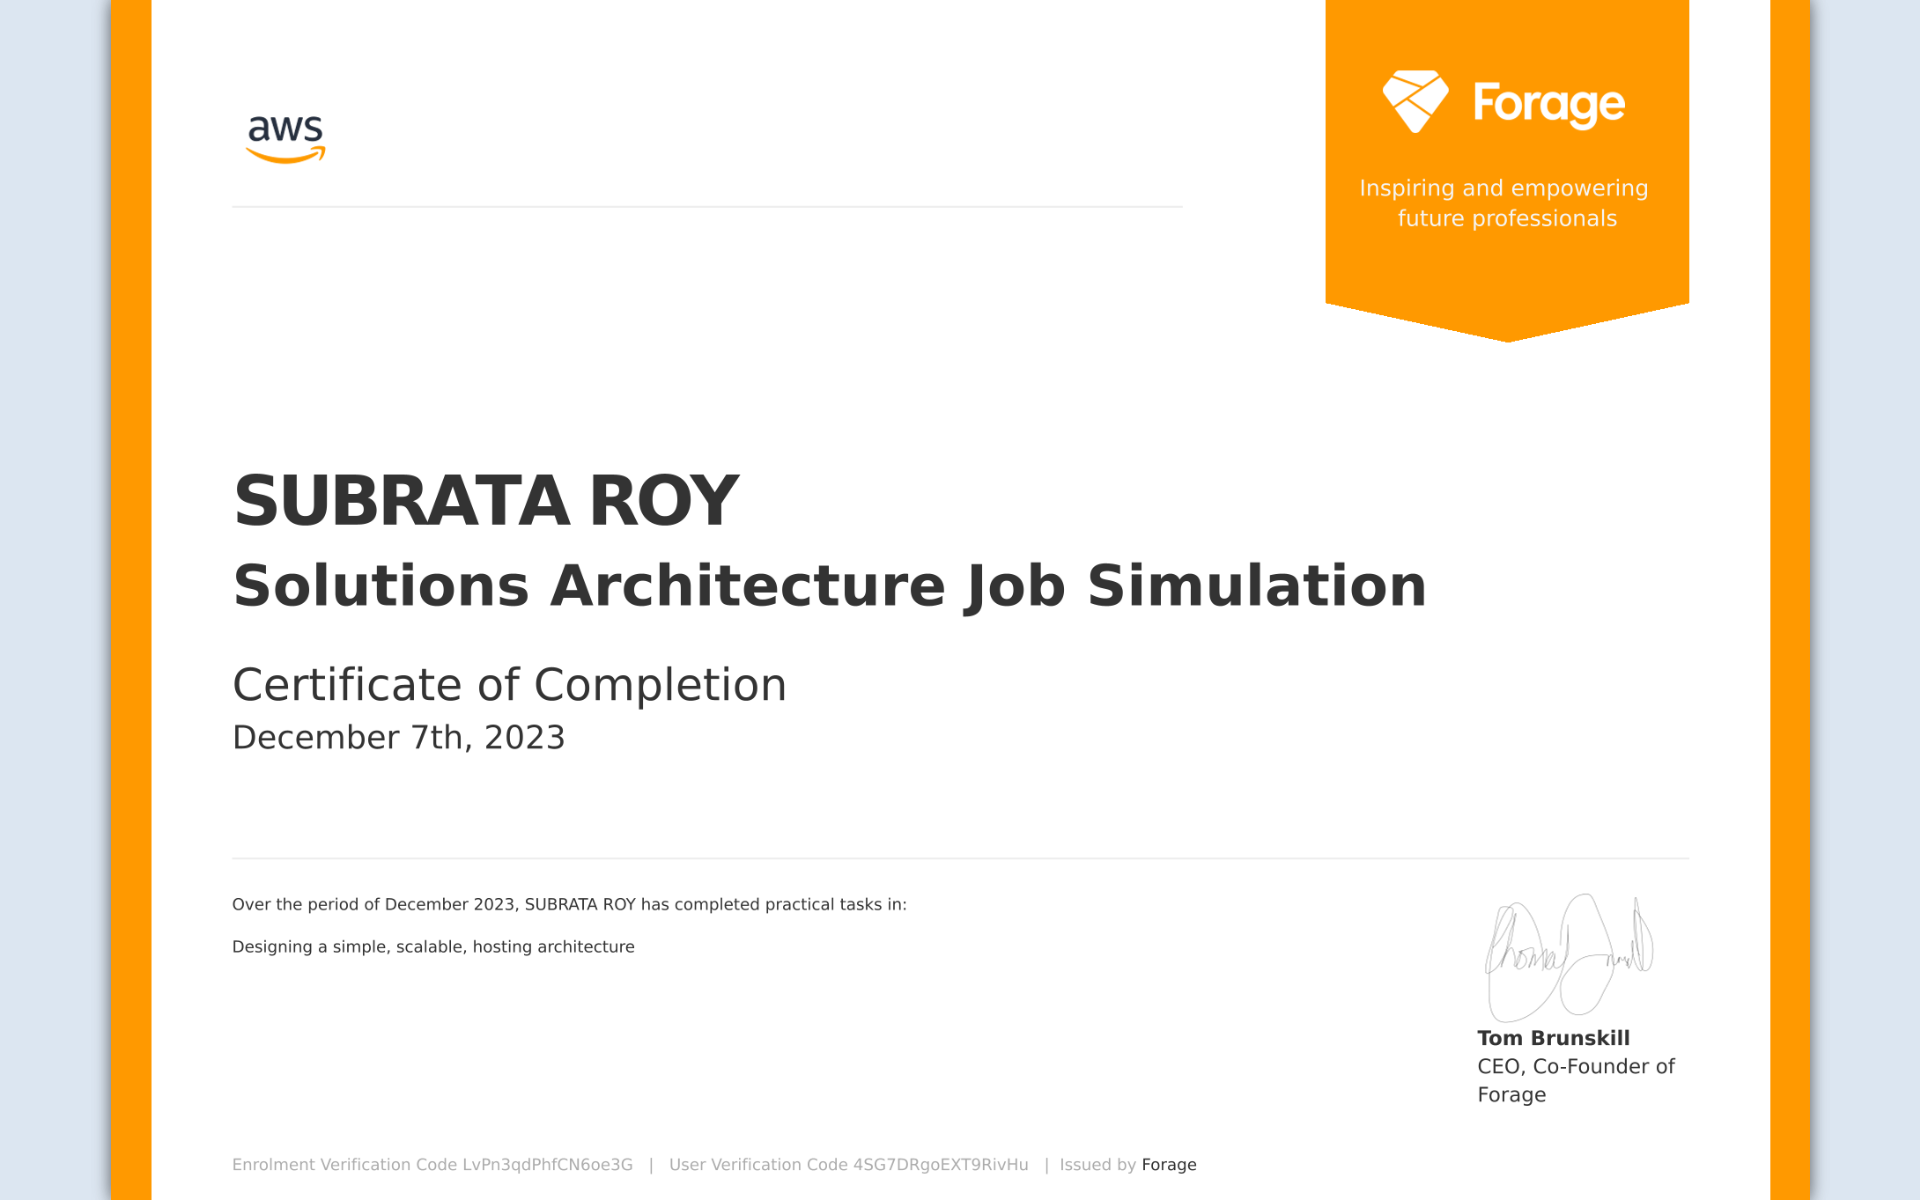 aws
Forage
Inspiring and empowering
future professionals
SUBRATA ROY
Solutions Architecture Job Simulation
Certificate of Completion
December 7th, 2023
Over the period of December 2023, SUBRATA ROY has completed practical tasks in:
Designing a simple, scalable, hosting architecture
Tom Brunskill
CEO, Co-Founder of
Forage
Enrolment Verification Code LvPn3qdPhfCN6oe3G | User Verification Code 4SG7DRgoEXT9RivHu | Issued by Forage